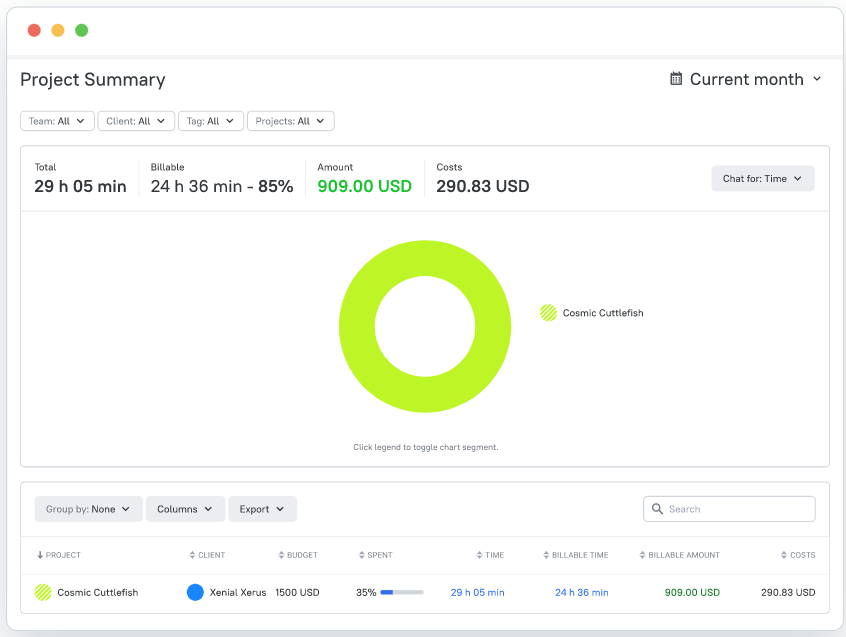 Project Summary
Current month
Team: All
Client: All
Tag: All
Projects: All
Total
29 h 05 min
Billable
24 h 36 min - 85%
Amount
909.00 USD
Costs
290.83 USD
Chat for: Time
Cosmic Cuttlefish
Click legend to toggle chart segment.
Group by: None
Columns
Export
Search
PROJECT CLIENT BUDGET SPENT TIME BILLABLE TIME BILLABLE AMOUNT COSTS
Cosmic Cuttlefish Xenial Xerus 1500 USD 35% 29 h 05 min 24 h 36 min 909.00 USD 290.83 USD